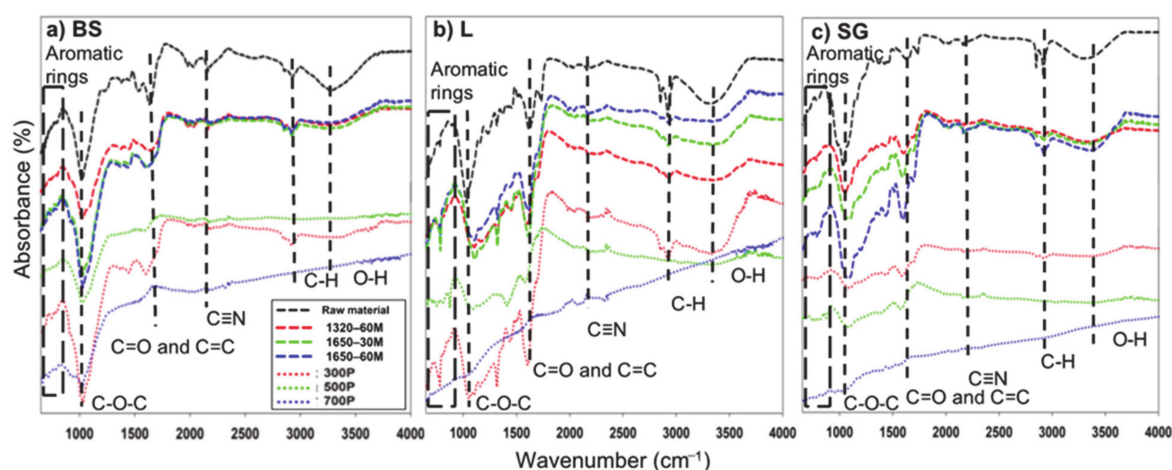 a) BS
Aromatic
rings
C-H
O-H
C≡N
C=O and C=C
C-O-C
Raw material
1320–60M
1650–30M
1650–60M
300P
500P
700P
1000 1500 2000 2500 3000 3500 4000
b) L
Aromatic
rings
O-H
C-H
C≡N
C=O and C=C
C-O-C
1000 1500 2000 2500 3000 3500 4000
c) SG
Aromatic
rings
O-H
C-H
C≡N
C=O and C=C
C-O-C
1000 1500 2000 2500 3000 3500 4000
Absorbance (%)
Wavenumber (cm⁻¹)